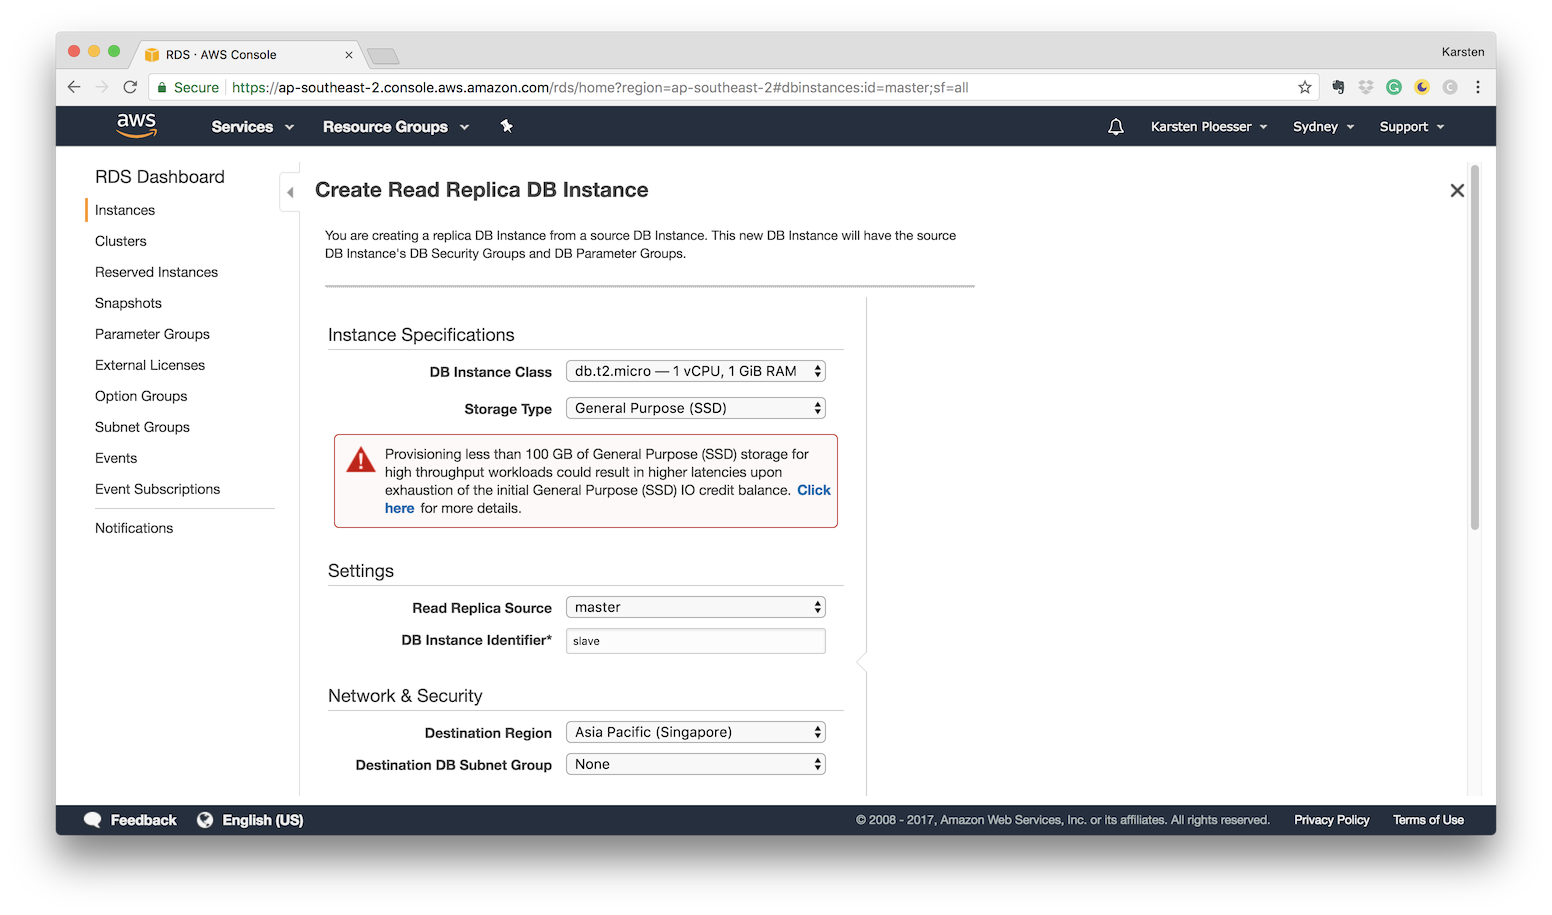 RDS · AWS Console
Karsten
Secure
https://ap-southeast-2.console.aws.amazon.com/rds/home?region=ap-southeast-2#dbinstances:id=master;sf=all
aws
Services
Resource Groups
Karsten Ploesser
Sydney
Support
RDS Dashboard
Instances
Clusters
Reserved Instances
Snapshots
Parameter Groups
External Licenses
Option Groups
Subnet Groups
Events
Event Subscriptions
Notifications
Create Read Replica DB Instance
You are creating a replica DB Instance from a source DB Instance. This new DB Instance will have the source
DB Instance's DB Security Groups and DB Parameter Groups.
Instance Specifications
DB Instance Class
db.t2.micro — 1 vCPU, 1 GiB RAM
Storage Type
General Purpose (SSD)
Provisioning less than 100 GB of General Purpose (SSD) storage for
high throughput workloads could result in higher latencies upon
exhaustion of the initial General Purpose (SSD) IO credit balance. Click
here for more details.
Settings
Read Replica Source
master
DB Instance Identifier*
slave
Network & Security
Destination Region
Asia Pacific (Singapore)
Destination DB Subnet Group
None
Feedback
English (US)
© 2008 - 2017, Amazon Web Services, Inc. or its affiliates. All rights reserved.
Privacy Policy
Terms of Use